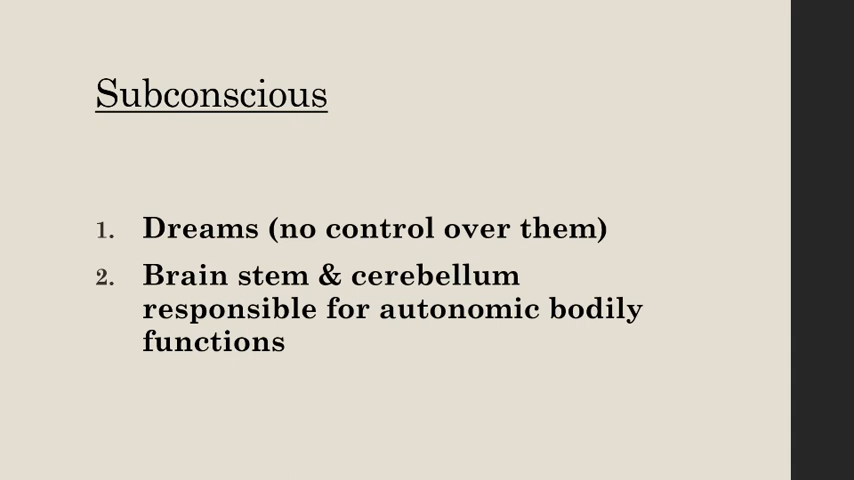 Subconscious
1. Dreams (no control over them)
2. Brain stem & cerebellum
responsible for autonomic bodily
functions